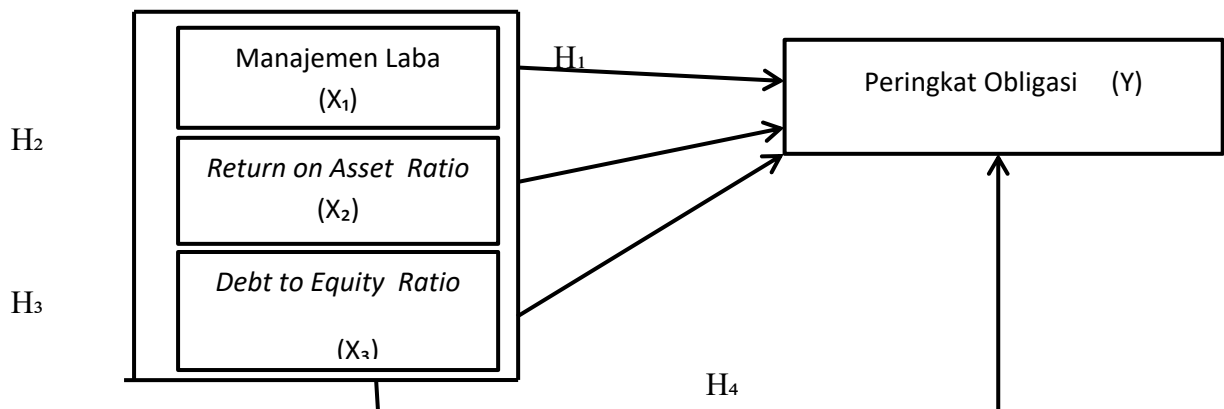 Manajemen Laba
(X₁)
H₁
Peringkat Obligasi (Y)
H₂
Return on Asset Ratio
(X₂)
Debt to Equity Ratio
(X₃)
H₃
H₄